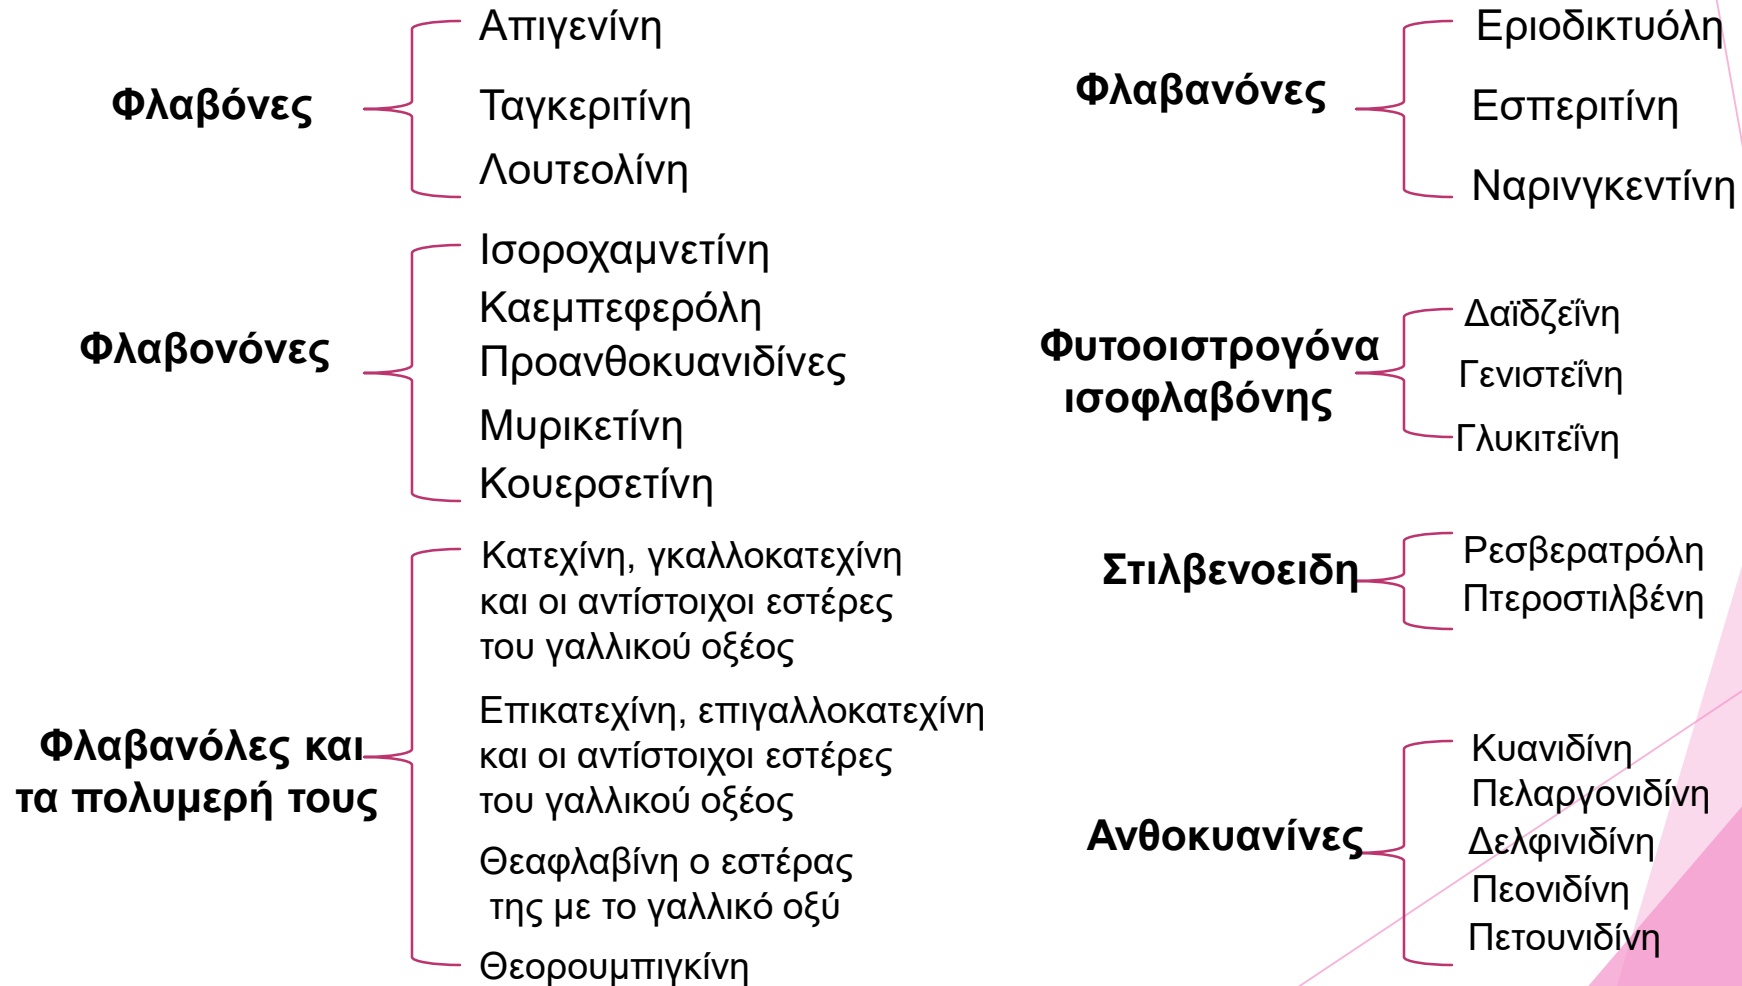 Φλαβόνες
Απιγενίνη
Ταγκεριτίνη
Λουτεολίνη
Φλαβονόνες
Ισοροχαμνετίνη
Καεμπεφερόλη
Προανθοκυανιδίνες
Μυρικετίνη
Κουερσετίνη
Φλαβανόλες και
τα πολυμερή τους
Κατεχίνη, γκαλλοκατεχίνη
και οι αντίστοιχοι εστέρες
του γαλλικού οξέος
Επικατεχίνη, επιγαλλοκατεχίνη
και οι αντίστοιχοι εστέρες
του γαλλικού οξέος
Θεαφλαβίνη ο εστέρας
της με το γαλλικό οξύ
Θεορουμπιγκίνη
Φλαβανόνες
Εριοδικτυόλη
Εσπεριτίνη
Ναρινγκεντίνη
Φυτοοιστρογόνα
ισοφλαβόνης
Δαϊδζεΐνη
Γενιστεΐνη
Γλυκιτεΐνη
Στιλβενοειδη
Ρεσβερατρόλη
Πτεροστιλβένη
Ανθοκυανίνες
Κυανιδίνη
Πελαργονιδίνη
Δελφινιδίνη
Πεονιδίνη
Πετουνιδίνη